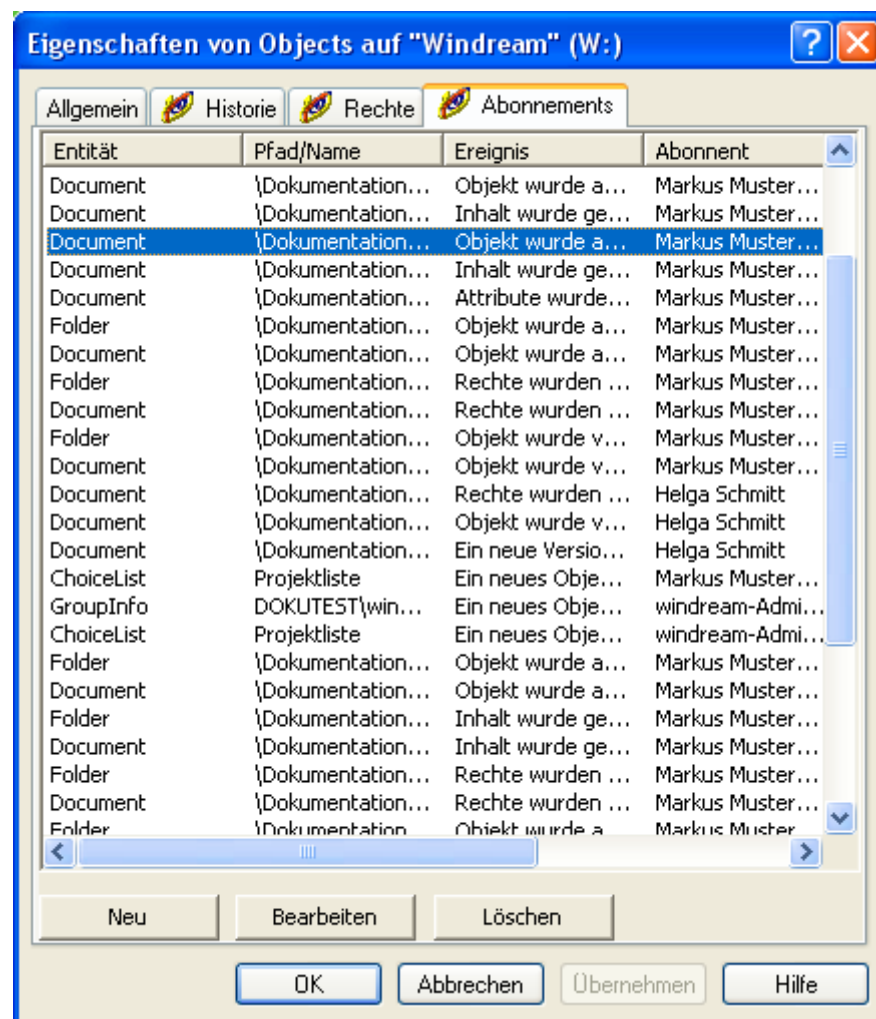 Eigenschaften von Objects auf "Windream" (W:)
Allgemein Historie Rechte Abonnements
Entität Pfad/Name Ereignis Abonnent
Document \Dokumentation... Objekt wurde a... Markus Muster...
Document \Dokumentation... Inhalt wurde ge... Markus Muster...
Document \Dokumentation... Objekt wurde a... Markus Muster...
Document \Dokumentation... Inhalt wurde ge... Markus Muster...
Document \Dokumentation... Attribute wurde... Markus Muster...
Folder \Dokumentation... Objekt wurde a... Markus Muster...
Document \Dokumentation... Objekt wurde a... Markus Muster...
Folder \Dokumentation... Rechte wurden ... Markus Muster...
Document \Dokumentation... Rechte wurden ... Markus Muster...
Folder \Dokumentation... Objekt wurde v... Markus Muster...
Document \Dokumentation... Objekt wurde v... Markus Muster...
Document \Dokumentation... Rechte wurden ... Helga Schmitt
Document \Dokumentation... Objekt wurde v... Helga Schmitt
Document \Dokumentation... Ein neue Versio... Helga Schmitt
ChoiceList Projektliste Ein neues Obje... Markus Muster...
GroupInfo DOKUTEST\win... Ein neues Obje... windream-Admi...
ChoiceList Projektliste Ein neues Obje... windream-Admi...
Folder \Dokumentation... Objekt wurde a... Markus Muster...
Document \Dokumentation... Objekt wurde a... Markus Muster...
Folder \Dokumentation... Inhalt wurde ge... Markus Muster...
Document \Dokumentation... Inhalt wurde ge... Markus Muster...
Folder \Dokumentation... Rechte wurden ... Markus Muster...
Document \Dokumentation... Rechte wurden ... Markus Muster...
Folder \Dokumentation Objekt wurde a Markus Muster
Neu Bearbeiten Löschen
OK Abbrechen Übernehmen Hilfe